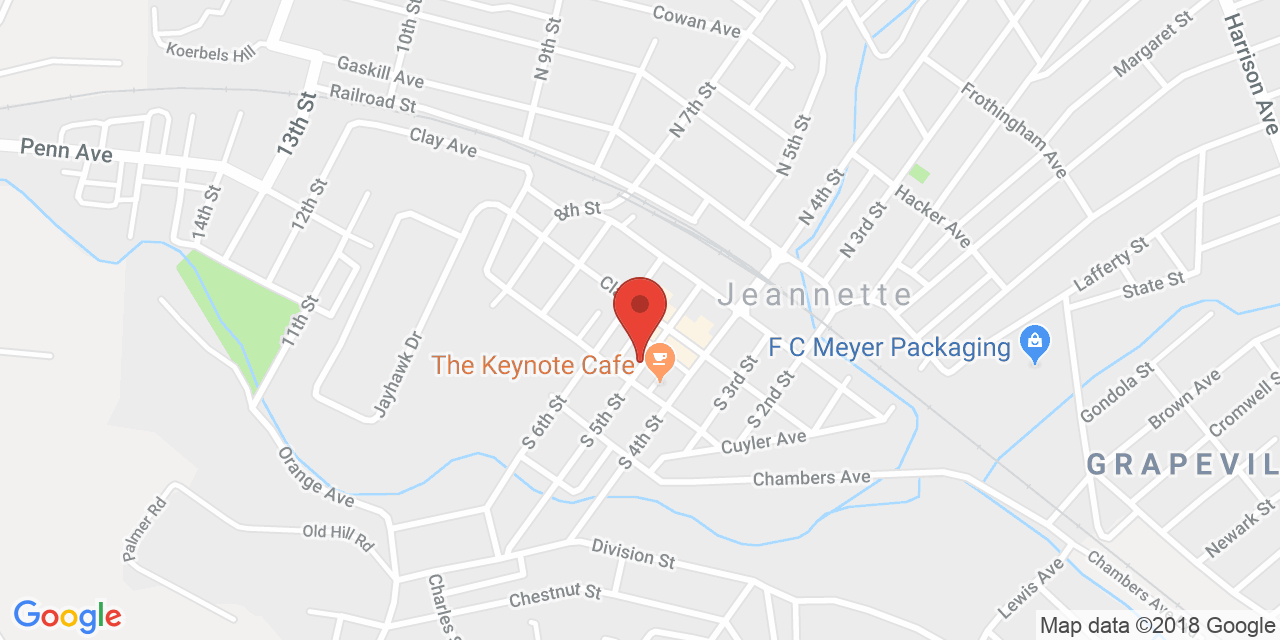 Cowan Ave
10th St
N 9th St
Koerbels Hill
Gaskill Ave
Railroad St
Margaret St
Harrison Ave
N 7th St
13th St
Clay Ave
Penn Ave
Frothingham Ave
N 5th St
N 4th St
14th St
12th St
8th St
Hacker Ave
N 3rd St
Lafferty St
State St
Jeannette
11th St
Jayhawk Dr
The Keynote Cafe
F C Meyer Packaging
S 6th St
S 5th St
S 4th St
S 3rd St
S 2nd St
Cuyler Ave
Gondola St
Brown Ave
Cromwell S
Chambers Ave
GRAPEVIL
Orange Ave
Palmer Rd
Old Hill Rd
Newark St
Division St
Chestnut St
Charles S
Lewis Ave
Chambers Ave
Google
Map data ©2018 Google